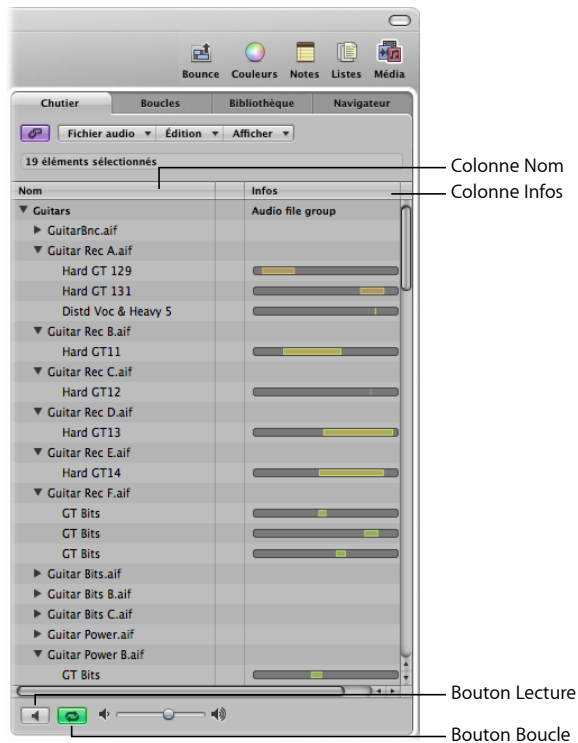 Bounce Couleurs Notes Listes Média
Chutier Boucles Bibliothèque Navigateur
Fichier audio Édition Afficher
19 éléments sélectionnés
Colonne Nom
Nom Infos
Colonne Infos
Guitars Audio file group
GuitarBnc.aif
Guitar Rec A.aif
Hard GT 129
Hard GT 131
Distd Voc & Heavy 5
Guitar Rec B.aif
Hard GT11
Guitar Rec C.aif
Hard GT12
Guitar Rec D.aif
Hard GT13
Guitar Rec E.aif
Hard GT14
Guitar Rec F.aif
GT Bits
GT Bits
GT Bits
Guitar Bits.aif
Guitar Bits B.aif
Guitar Bits C.aif
Guitar Power.aif
Guitar Power B.aif
GT Bits
Bouton Lecture
Bouton Boucle